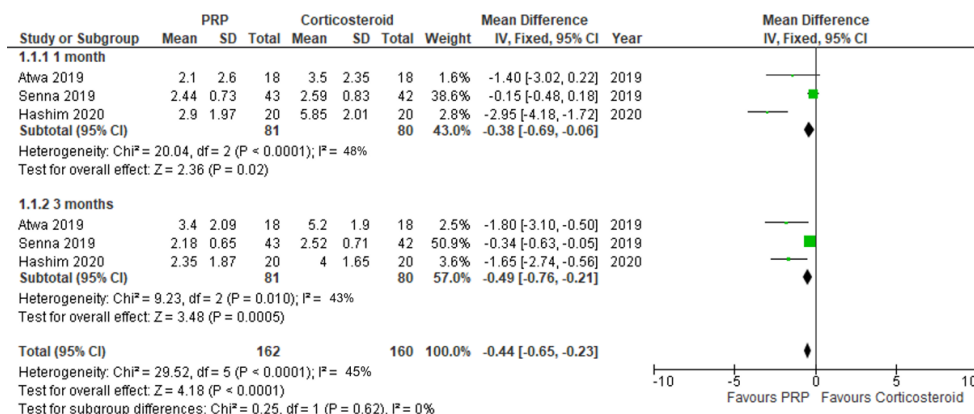 PRP Corticosteroid Mean Difference Mean Difference
Study or Subgroup Mean SD Total Mean SD Total Weight IV, Fixed, 95% CI Year IV, Fixed, 95% CI
1.1.1 1 month
Atwa 2019 2.1 2.6 18 3.5 2.35 18 1.6% -1.40 [-3.02, 0.22] 2019
Senna 2019 2.44 0.73 43 2.59 0.83 42 38.6% -0.15 [-0.48, 0.18] 2019
Hashim 2020 2.9 1.97 20 5.85 2.01 20 2.8% -2.95 [-4.18, -1.72] 2020
Subtotal (95% CI) 81 80 43.0% -0.38 [-0.69, -0.06]
Heterogeneity: Chi² = 20.04, df = 2 (P < 0.0001); I² = 48%
Test for overall effect: Z = 2.36 (P = 0.02)
1.1.2 3 months
Atwa 2019 3.4 2.09 18 5.2 1.9 18 2.5% -1.80 [-3.10, -0.50] 2019
Senna 2019 2.18 0.65 43 2.52 0.71 42 50.9% -0.34 [-0.63, -0.05] 2019
Hashim 2020 2.35 1.87 20 4 1.65 20 3.6% -1.65 [-2.74, -0.56] 2020
Subtotal (95% CI) 81 80 57.0% -0.49 [-0.76, -0.21]
Heterogeneity: Chi² = 9.23, df = 2 (P = 0.010); I² = 43%
Test for overall effect: Z = 3.48 (P = 0.0005)
Total (95% CI) 162 160 100.0% -0.44 [-0.65, -0.23]
Heterogeneity: Chi² = 29.52, df = 5 (P < 0.0001); I² = 45%
Test for overall effect: Z = 4.18 (P < 0.0001)
Test for subgroup differences: Chi² = 0.25, df = 1 (P = 0.62), I² = 0%
-10 -5 0 5 10
Favours PRP Favours Corticosteroid